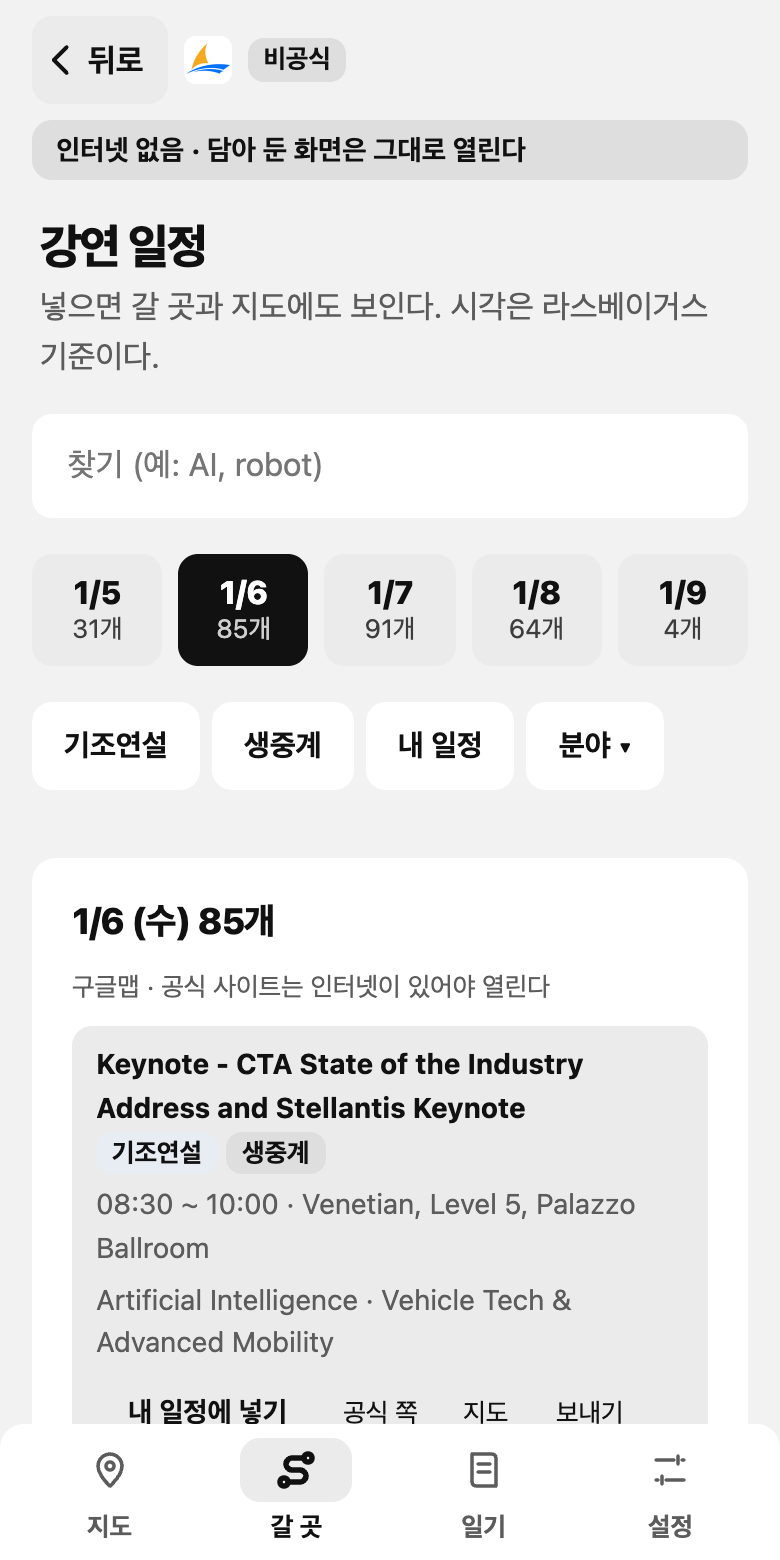 뒤로
비공식
인터넷 없음 · 담아 둔 화면은 그대로 열린다
강연 일정
넣으면 갈 곳과 지도에도 보인다. 시각은 라스베이거스
기준이다.
찾기 (예: AI, robot)
1/5 1/6 1/7 1/8 1/9
31개 85개 91개 64개 4개
기조연설 생중계 내 일정 분야 ▾
1/6 (수) 85개
구글맵 · 공식 사이트는 인터넷이 있어야 열린다
Keynote - CTA State of the Industry
Address and Stellantis Keynote
기조연설 생중계
08:30 ~ 10:00 · Venetian, Level 5, Palazzo
Ballroom
Artificial Intelligence · Vehicle Tech &
Advanced Mobility
내 일정에 넣기 공식 쪽 지도 보내기
지도 갈 곳 일기 설정